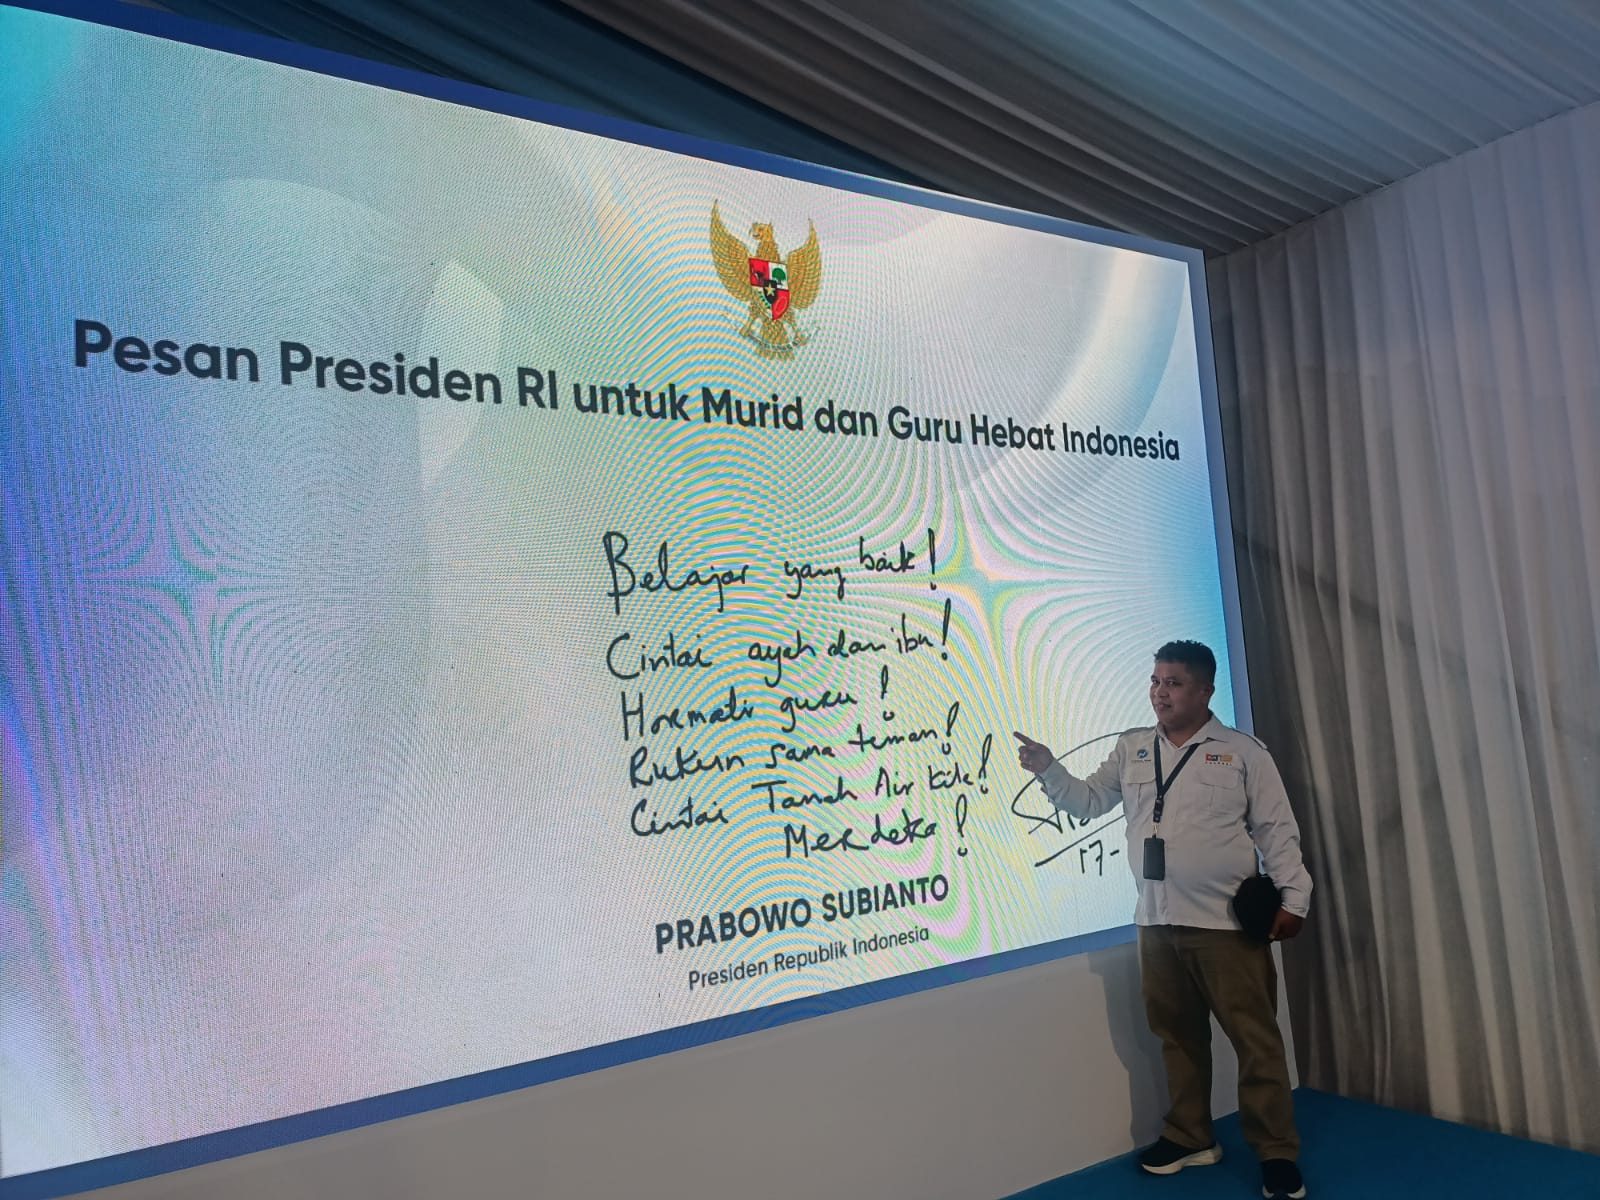 Pesan Presiden RI untuk Murid dan Guru Hebat Indonesia
Belajar yang baik!
Cintai ayah dan ibu!
Hormati guru!
Rukun sama teman!
Cintai Tanah Air kita!
Merdeka!
17-
PRABOWO SUBIANTO
Presiden Republik Indonesia